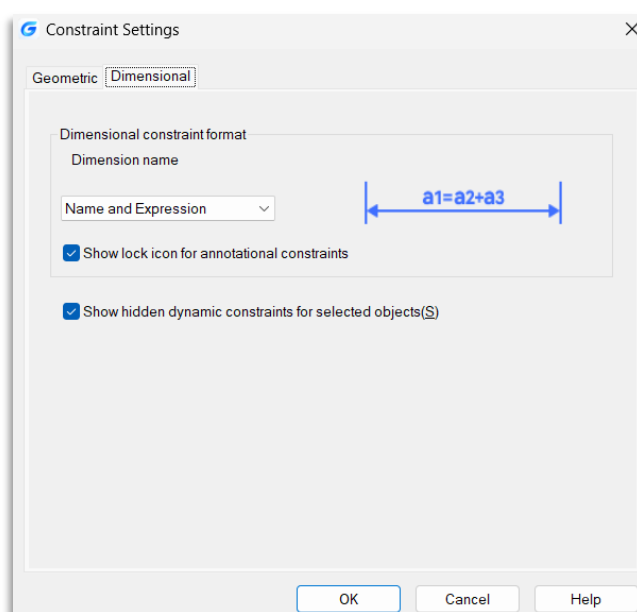 Constraint Settings
Geometric Dimensional
Dimensional constraint format
Dimension name
Name and Expression
a1=a2+a3
Show lock icon for annotational constraints
Show hidden dynamic constraints for selected objects(S)
OK Cancel Help